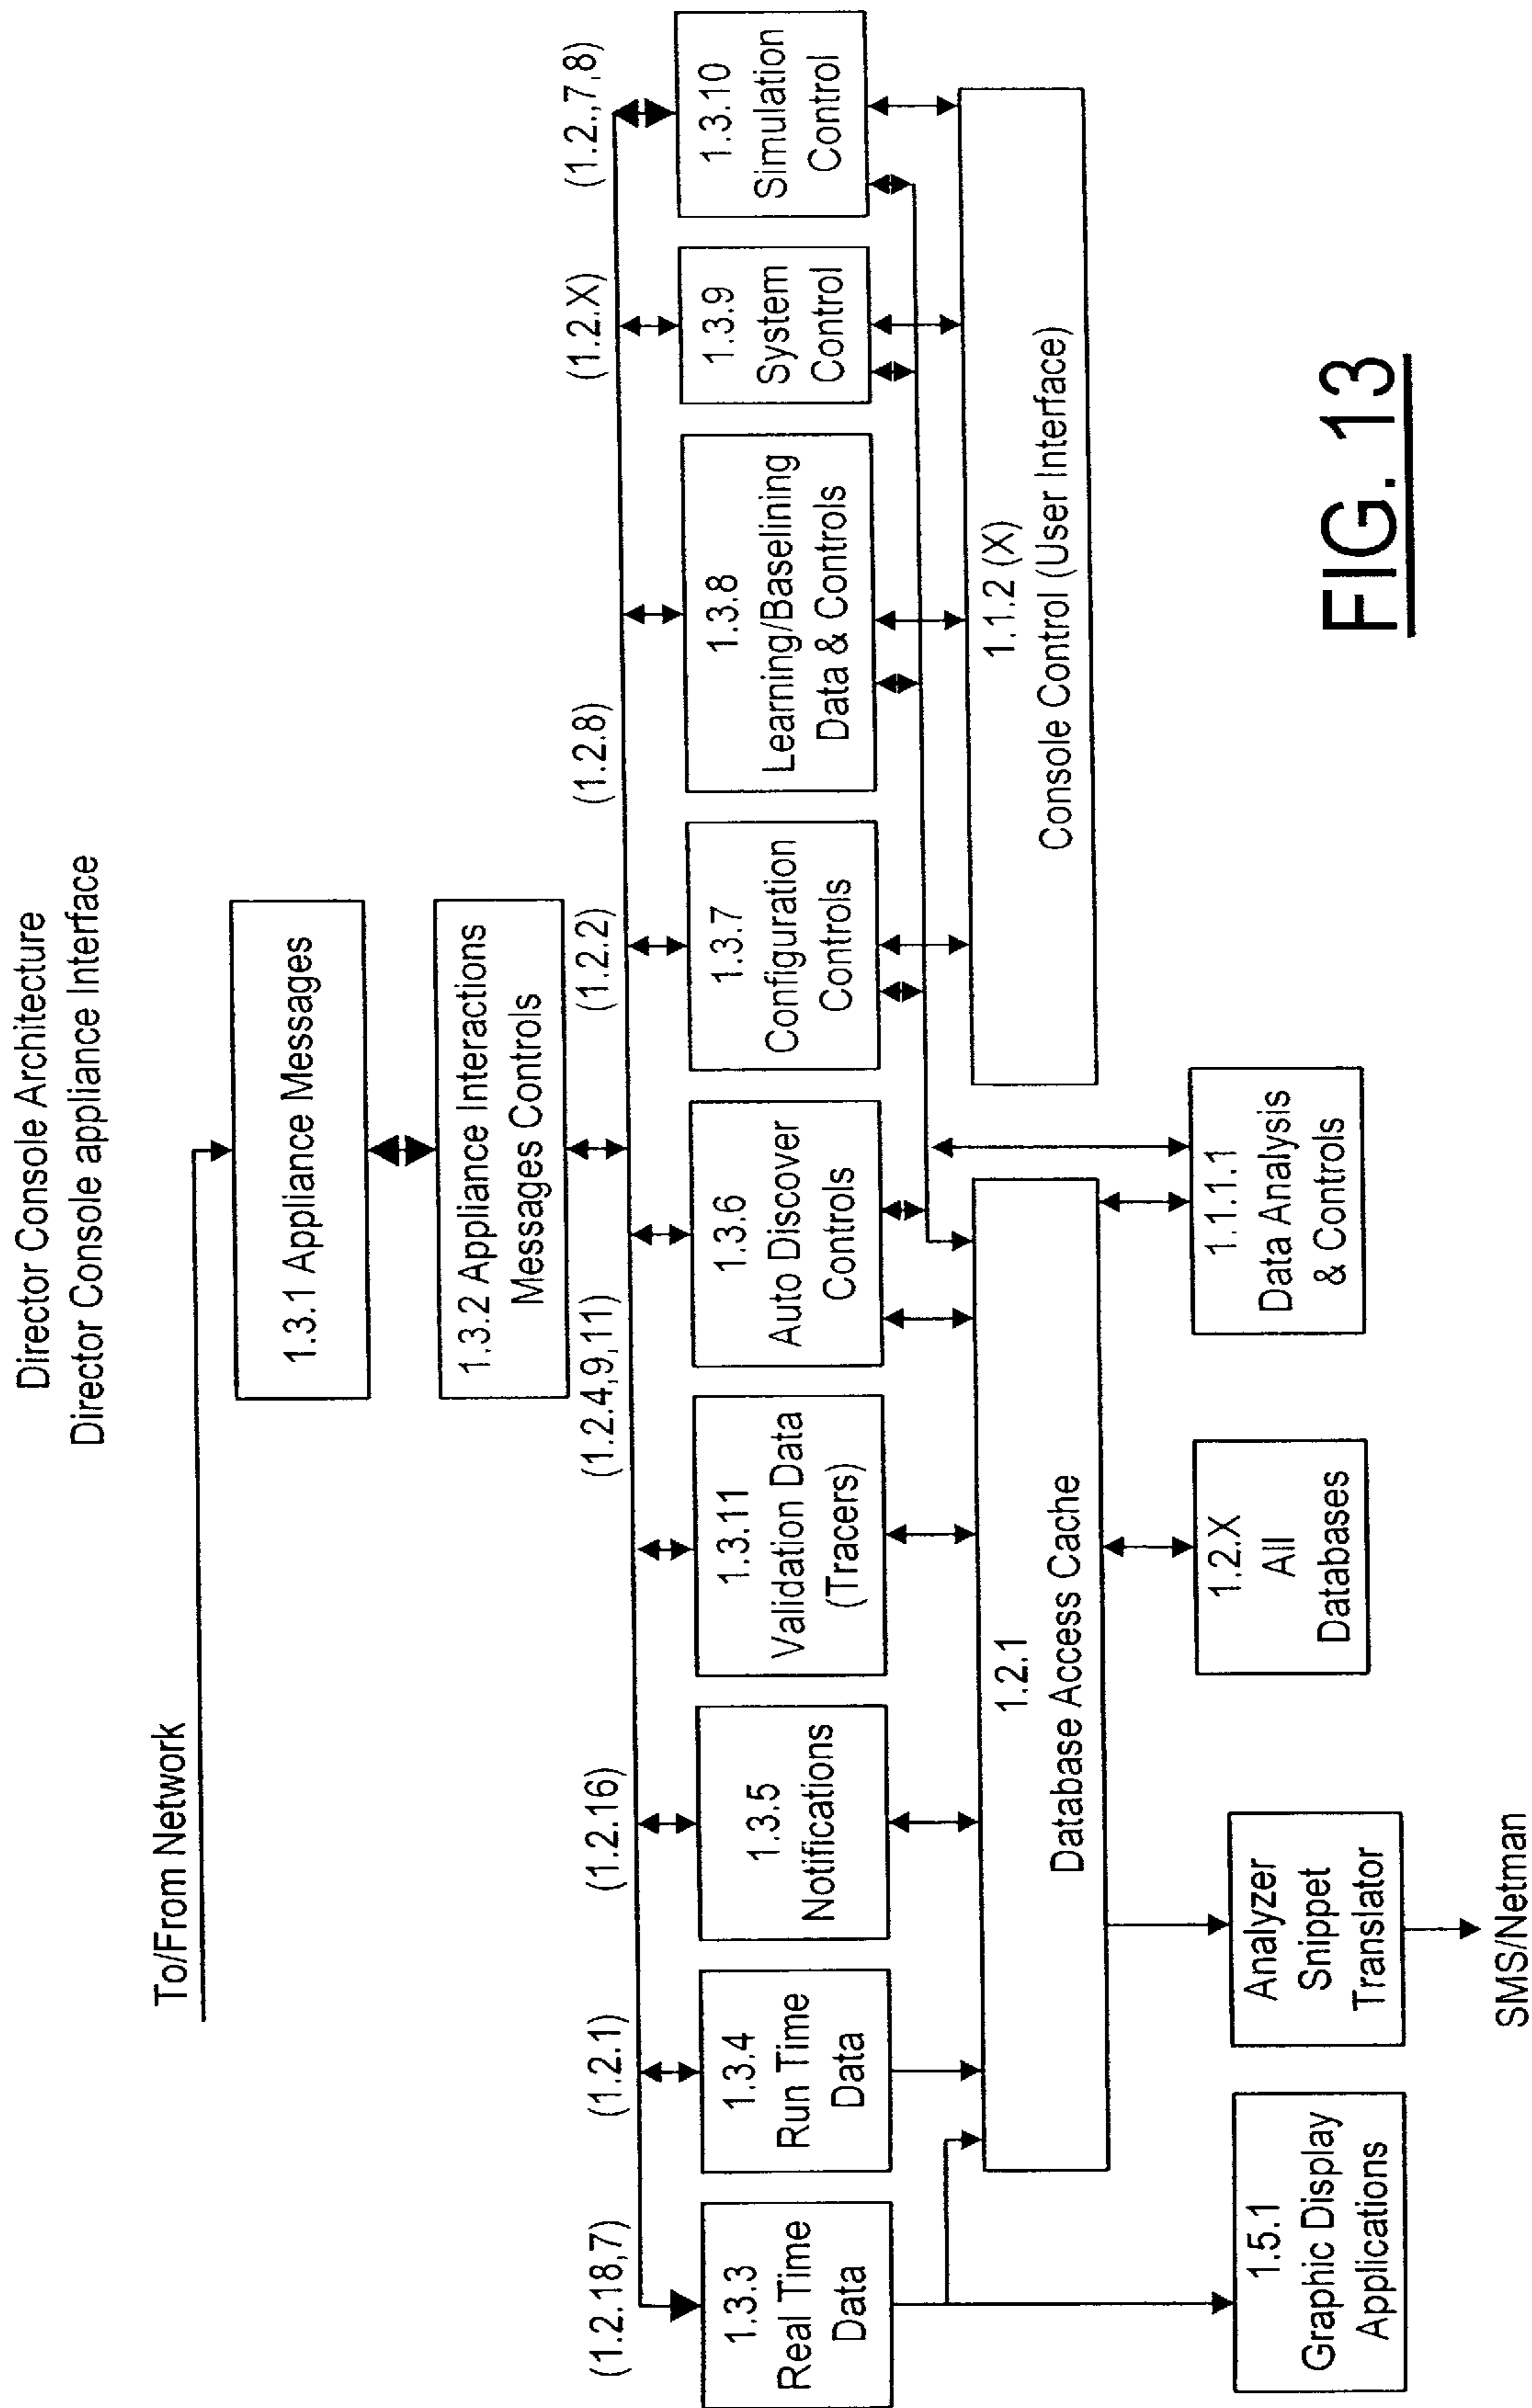 Director Console Architecture
Director Console appliance Interface
To/From Network
1.3.1 Appliance Messages
1.3.2 Appliance Interactions
Messages Controls
(1.2.18,7)
(1.2.1)
(1.2.16)
(1.2.4,9,11)
(1.2.2)
(1.2.8)
(1.2.X)
(1.2.,7,8)
1.3.3
Real Time
Data
1.3.4
Run Time
Data
1.3.5
Notifications
1.3.11
Validation Data
(Tracers)
1.3.6
Auto Discover
Controls
1.3.7
Configuration
Controls
1.3.8
Learning/Baselining
Data & Controls
1.3.9
System
Control
1.3.10
Simulation
Control
1.2.1
Database Access Cache
1.1.2 (X)
Console Control (User Interface)
1.5.1
Graphic Display
Applications
Analyzer
Snippet
Translator
SMS/Netman
1.2.X
All
Databases
1.1.1.1.1
Data Analysis
& Controls
FIG. 13